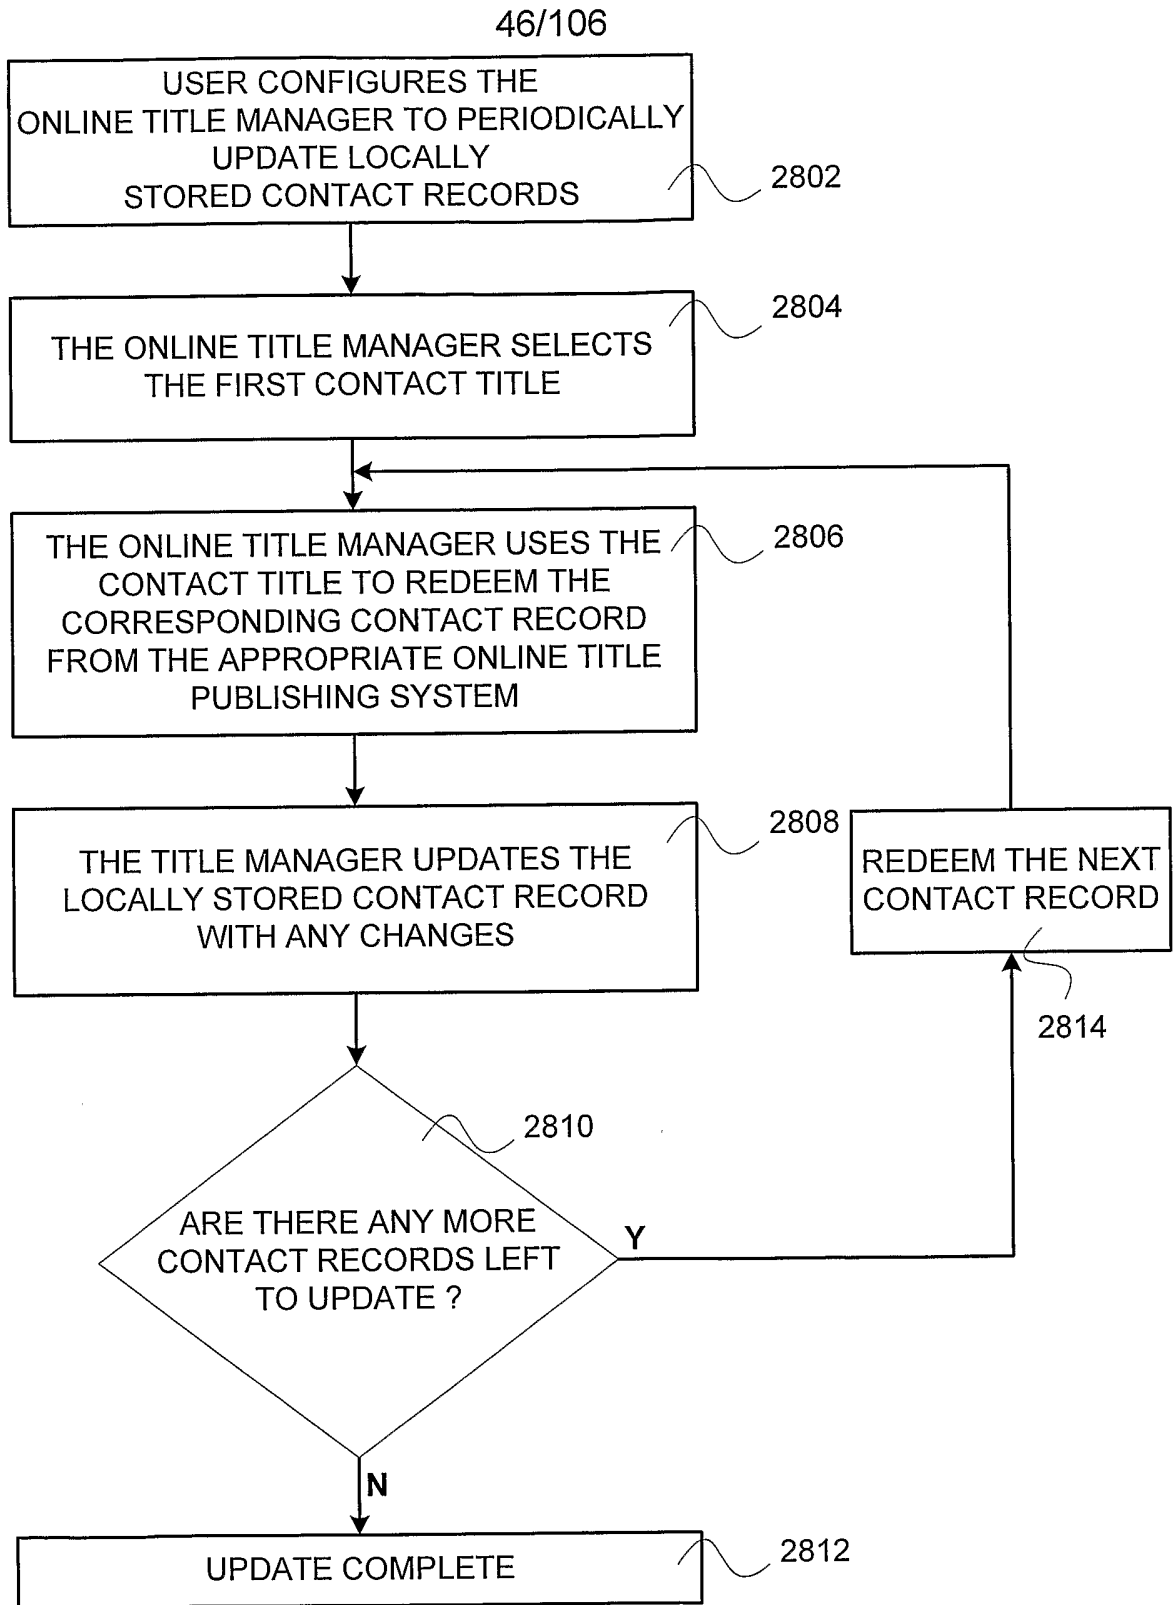 46/106
USER CONFIGURES THE
ONLINE TITLE MANAGER TO PERIODICALLY
UPDATE LOCALLY
STORED CONTACT RECORDS
2802
2804
THE ONLINE TITLE MANAGER SELECTS
THE FIRST CONTACT TITLE
THE ONLINE TITLE MANAGER USES THE
CONTACT TITLE TO REDEEM THE
CORRESPONDING CONTACT RECORD
FROM THE APPROPRIATE ONLINE TITLE
PUBLISHING SYSTEM
2806
THE TITLE MANAGER UPDATES THE
LOCALLY STORED CONTACT RECORD
WITH ANY CHANGES
2808
REDEEM THE NEXT
CONTACT RECORD
2814
2810
ARE THERE ANY MORE
CONTACT RECORDS LEFT
TO UPDATE ?
Y
N
UPDATE COMPLETE
2812